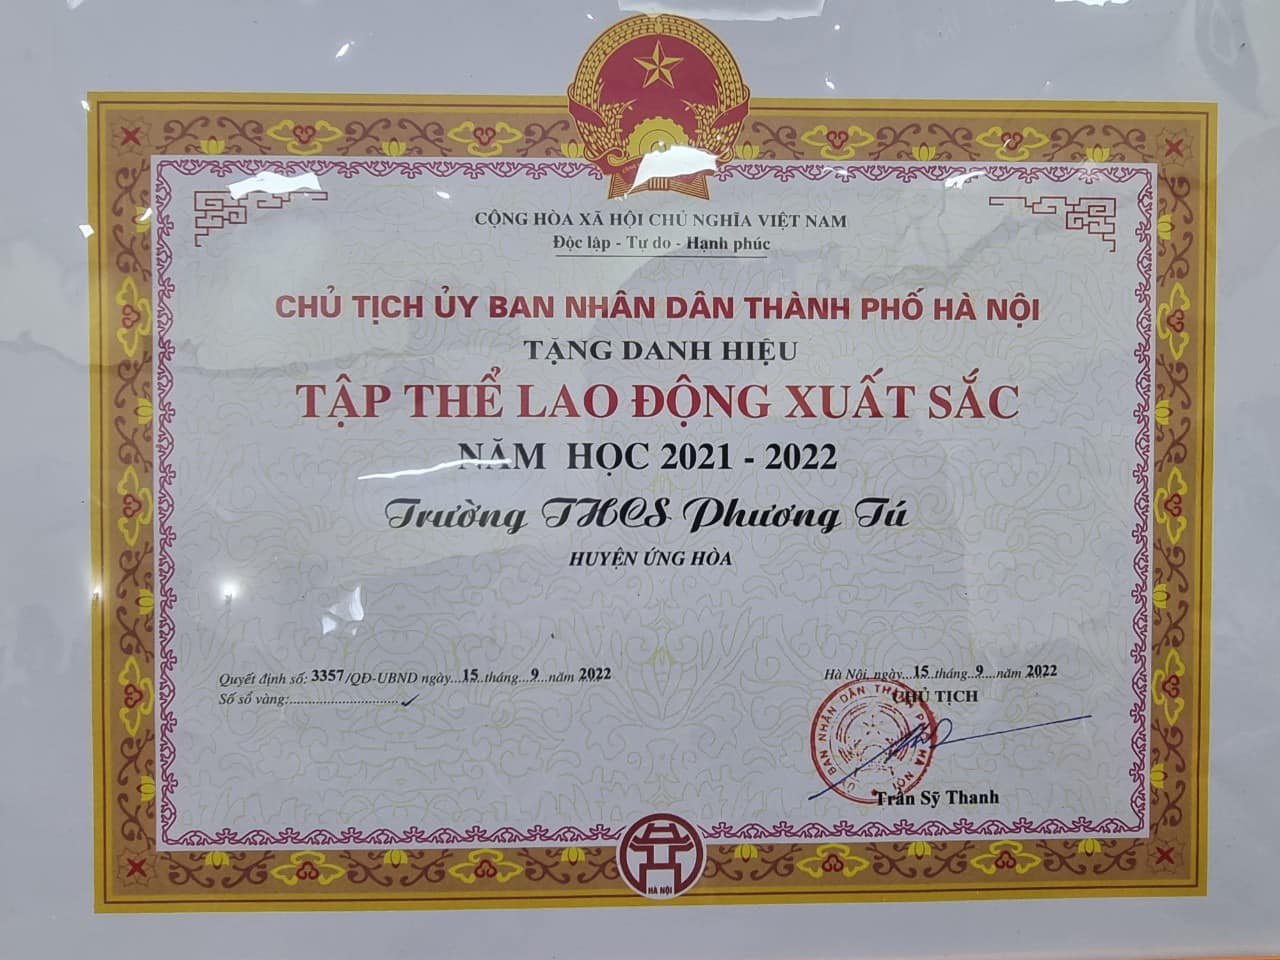 CỘNG HÒA XÃ HỘI CHỦ NGHĨA VIỆT NAM
Độc lập - Tự do - Hạnh phúc
CHỦ TỊCH ỦY BAN NHÂN DÂN THÀNH PHỐ HÀ NỘI
TẶNG DANH HIỆU
TẬP THỂ LAO ĐỘNG XUẤT SẮC
NĂM HỌC 2021 - 2022
Trường THCS Phương Tú
HUYỆN ỨNG HÒA
Quyết định số: 3357/QĐ-UBND ngày...15...tháng...9...năm 2022
Số sổ vàng:..............................
Hà Nội, ngày...15...tháng...9...năm 2022
CHỦ TỊCH
Trần Sỹ Thanh
HÀ NỘI